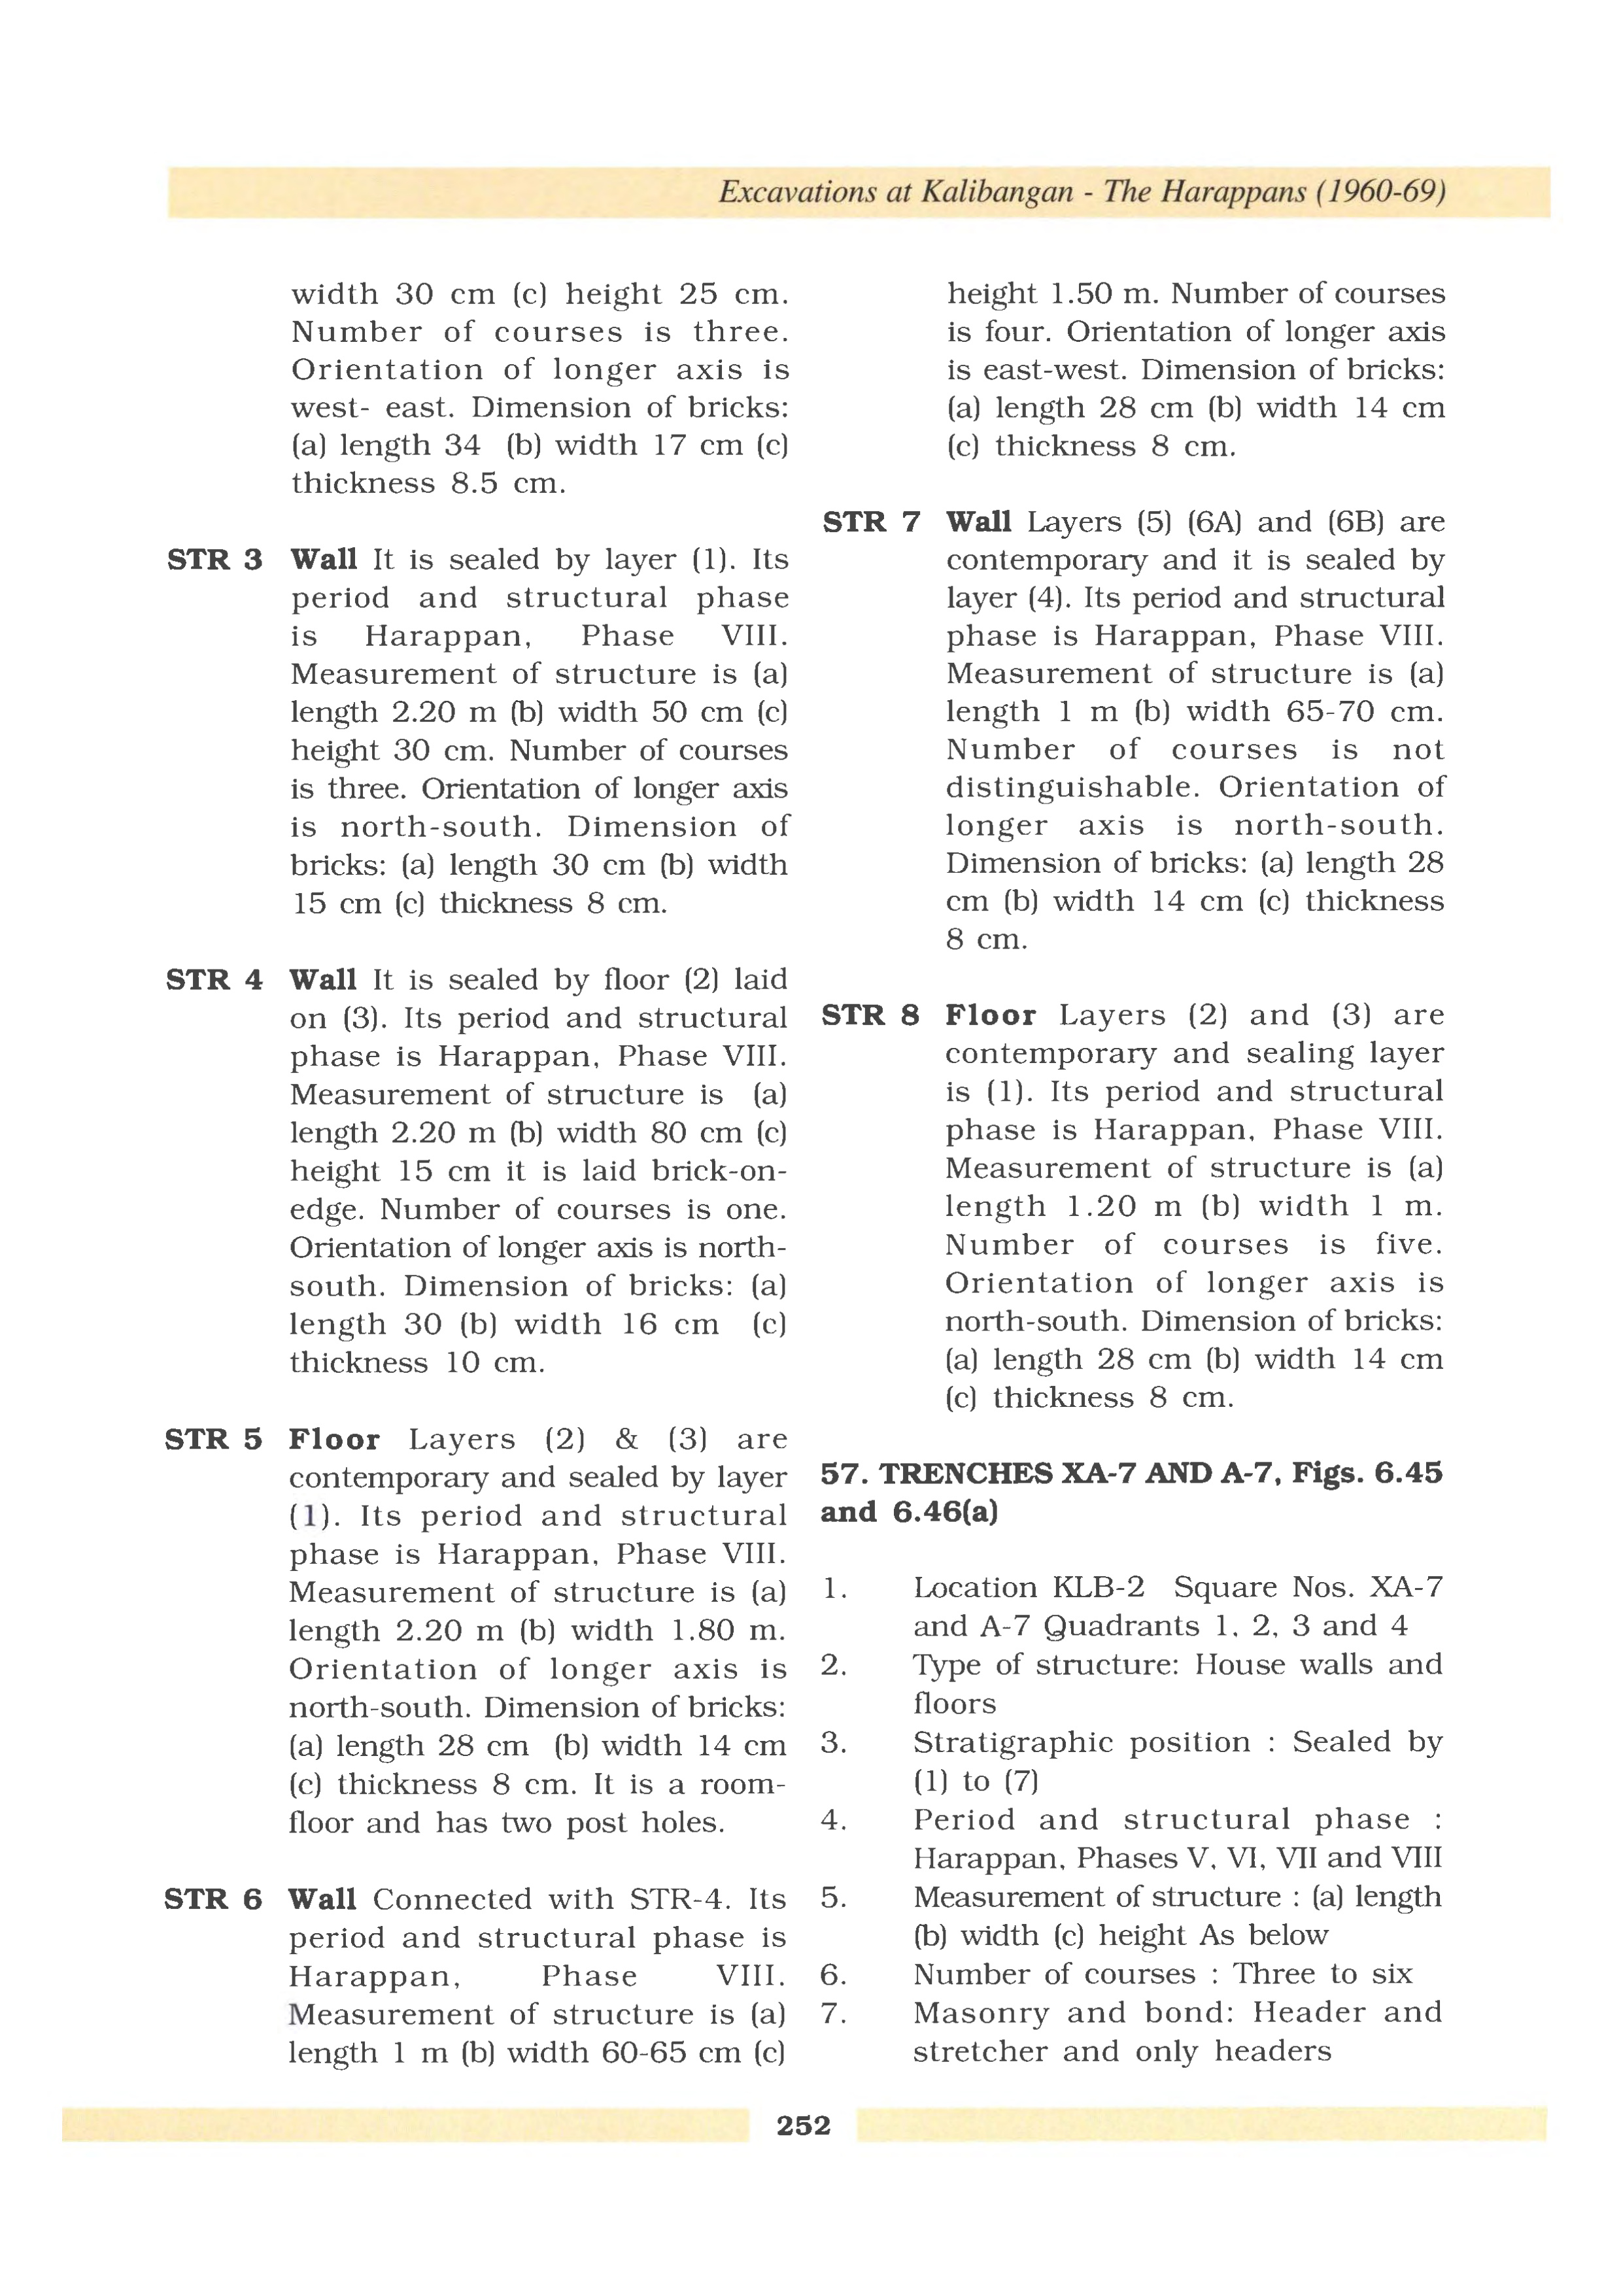 Excavations at Kalibangan - The Harappans (1960-69)
width 30 cm (c) height 25 cm.
Number of courses is three.
Orientation of longer axis is
west- east. Dimension of bricks:
(a) length 34 (b) width 17 cm (c)
thickness 8.5 cm.
STR 3 Wall It is sealed by layer (1). Its
period and structural phase
is Harappan, Phase VIII.
Measurement of structure is (a)
length 2.20 m (b) width 50 cm (c)
height 30 cm. Number of courses
is three. Orientation of longer axis
is north-south. Dimension of
bricks: (a) length 30 cm (b) width
15 cm (c) thickness 8 cm.
STR 4 Wall It is sealed by floor (2) laid
on (3). Its period and structural
phase is Harappan, Phase VIII.
Measurement of structure is (a)
length 2.20 m (b) width 80 cm (c)
height 15 cm it is laid brick-on-
edge. Number of courses is one.
Orientation of longer axis is north-
south. Dimension of bricks: (a)
length 30 (b) width 16 cm (c)
thickness 10 cm.
STR 5 Floor Layers (2) & (3) are
contemporary and sealed by layer
(1). Its period and structural
phase is Harappan, Phase VIII.
Measurement of structure is (a)
length 2.20 m (b) width 1.80 m.
Orientation of longer axis is
north-south. Dimension of bricks:
(a) length 28 cm (b) width 14 cm
(c) thickness 8 cm. It is a room-
floor and has two post holes.
STR 6 Wall Connected with STR-4. Its
period and structural phase is
Harappan, Phase VIII.
Measurement of structure is (a)
length 1 m (b) width 60-65 cm (c)
height 1.50 m. Number of courses
is four. Orientation of longer axis
is east-west. Dimension of bricks:
(a) length 28 cm (b) width 14 cm
(c) thickness 8 cm.
STR 7 Wall Layers (5) (6A) and (6B) are
contemporary and it is sealed by
layer (4). Its period and structural
phase is Harappan, Phase VIII.
Measurement of structure is (a)
length 1 m (b) width 65-70 cm.
Number of courses is not
distinguishable. Orientation of
longer axis is north-south.
Dimension of bricks: (a) length 28
cm (b) width 14 cm (c) thickness
8 cm.
STR 8 Floor Layers (2) and (3) are
contemporary and sealing layer
is (1). Its period and structural
phase is Harappan, Phase VIII.
Measurement of structure is (a)
length 1.20 m (b) width 1 m.
Number of courses is five.
Orientation of longer axis is
north-south. Dimension of bricks:
(a) length 28 cm (b) width 14 cm
(c) thickness 8 cm.
57. TRENCHES XA-7 AND A-7, Figs. 6.45
and 6.46(a)
1. Location KLB-2 Square Nos. XA-7
and A-7 Quadrants 1, 2, 3 and 4
2. Type of structure: House walls and
floors
3. Stratigraphic position : Sealed by
(1) to (7)
4. Period and structural phase :
Harappan, Phases V, VI, VII and VIII
5. Measurement of structure : (a) length
(b) width (c) height As below
6. Number of courses : Three to six
7. Masonry and bond: Header and
stretcher and only headers
252